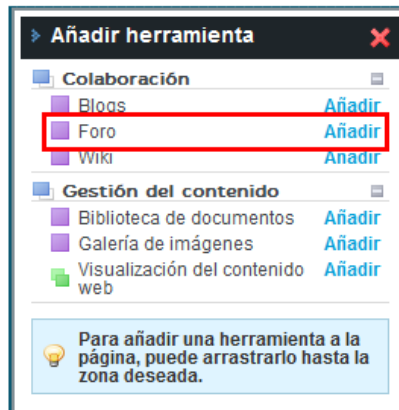 Añadir herramienta
Colaboración
Blogs Añadir
Foro Añadir
Wiki Añadir
Gestión del contenido
Biblioteca de documentos Añadir
Galería de imágenes Añadir
Visualización del contenido Añadir
web
Para añadir una herramienta a la
página, puede arrastrarlo hasta la
zona deseada.